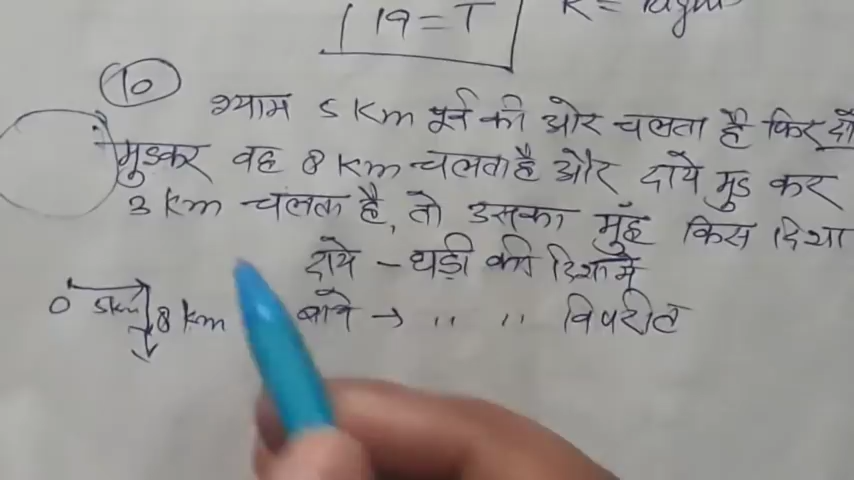 19=T
K =
10
श्याम 5 Km पूर्व की ओर चलता है फिर दाँ
मुडकर वह 8 Km चलता है और दाये मुड कर
3 Km चलता है, तो उसका मुँह किस दिशा
दाये - घड़ी की दिशा में
0 5Km 8 Km बाये → ,, ,, विपरीत